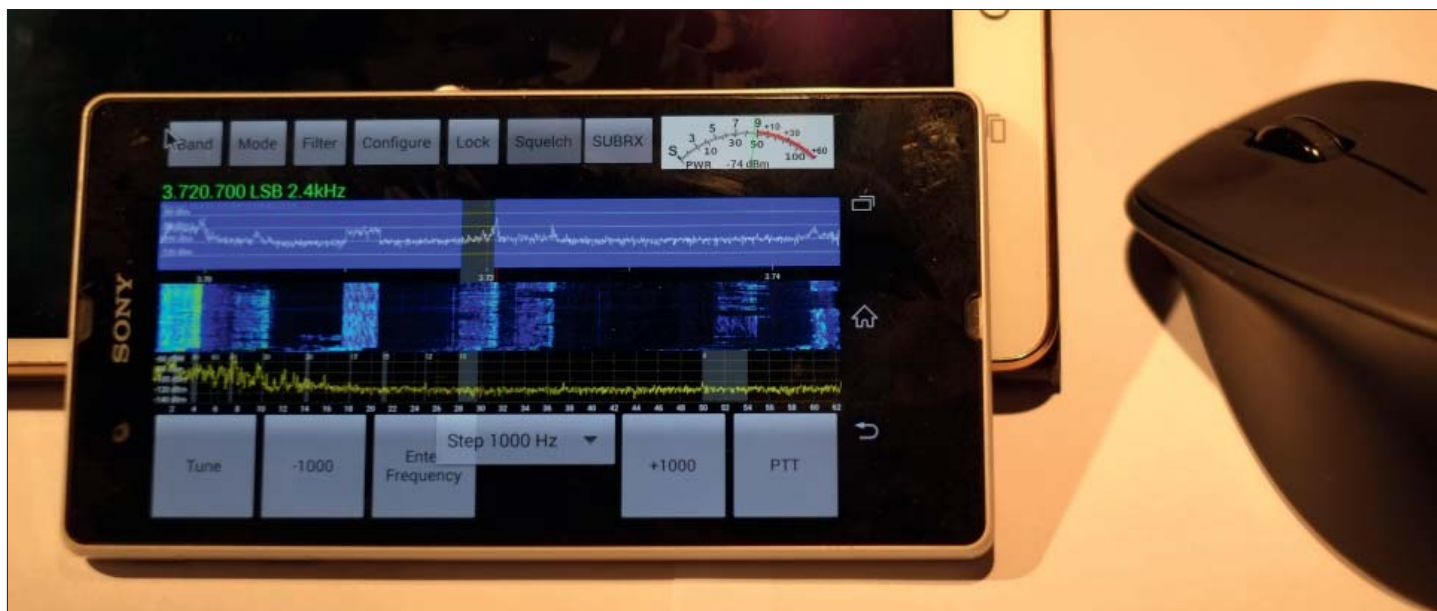 SONY
Band Mode Filter Configure Lock Squelch SUBRX
S 3 5 7 9 +10 +30 +60
10 30 50 100
PWR -74 dBm
3.720.700 LSB 2.4kHz
3.73 3.74
2 4 6 8 10 12 14 16 18 20 22 24 26 28 30 32 34 36 38 40 42 44 46 48 50 52 54 56 58 60 62
Tune
-1000
Step 1000 Hz
Ente
Frequency
+1000
PTT